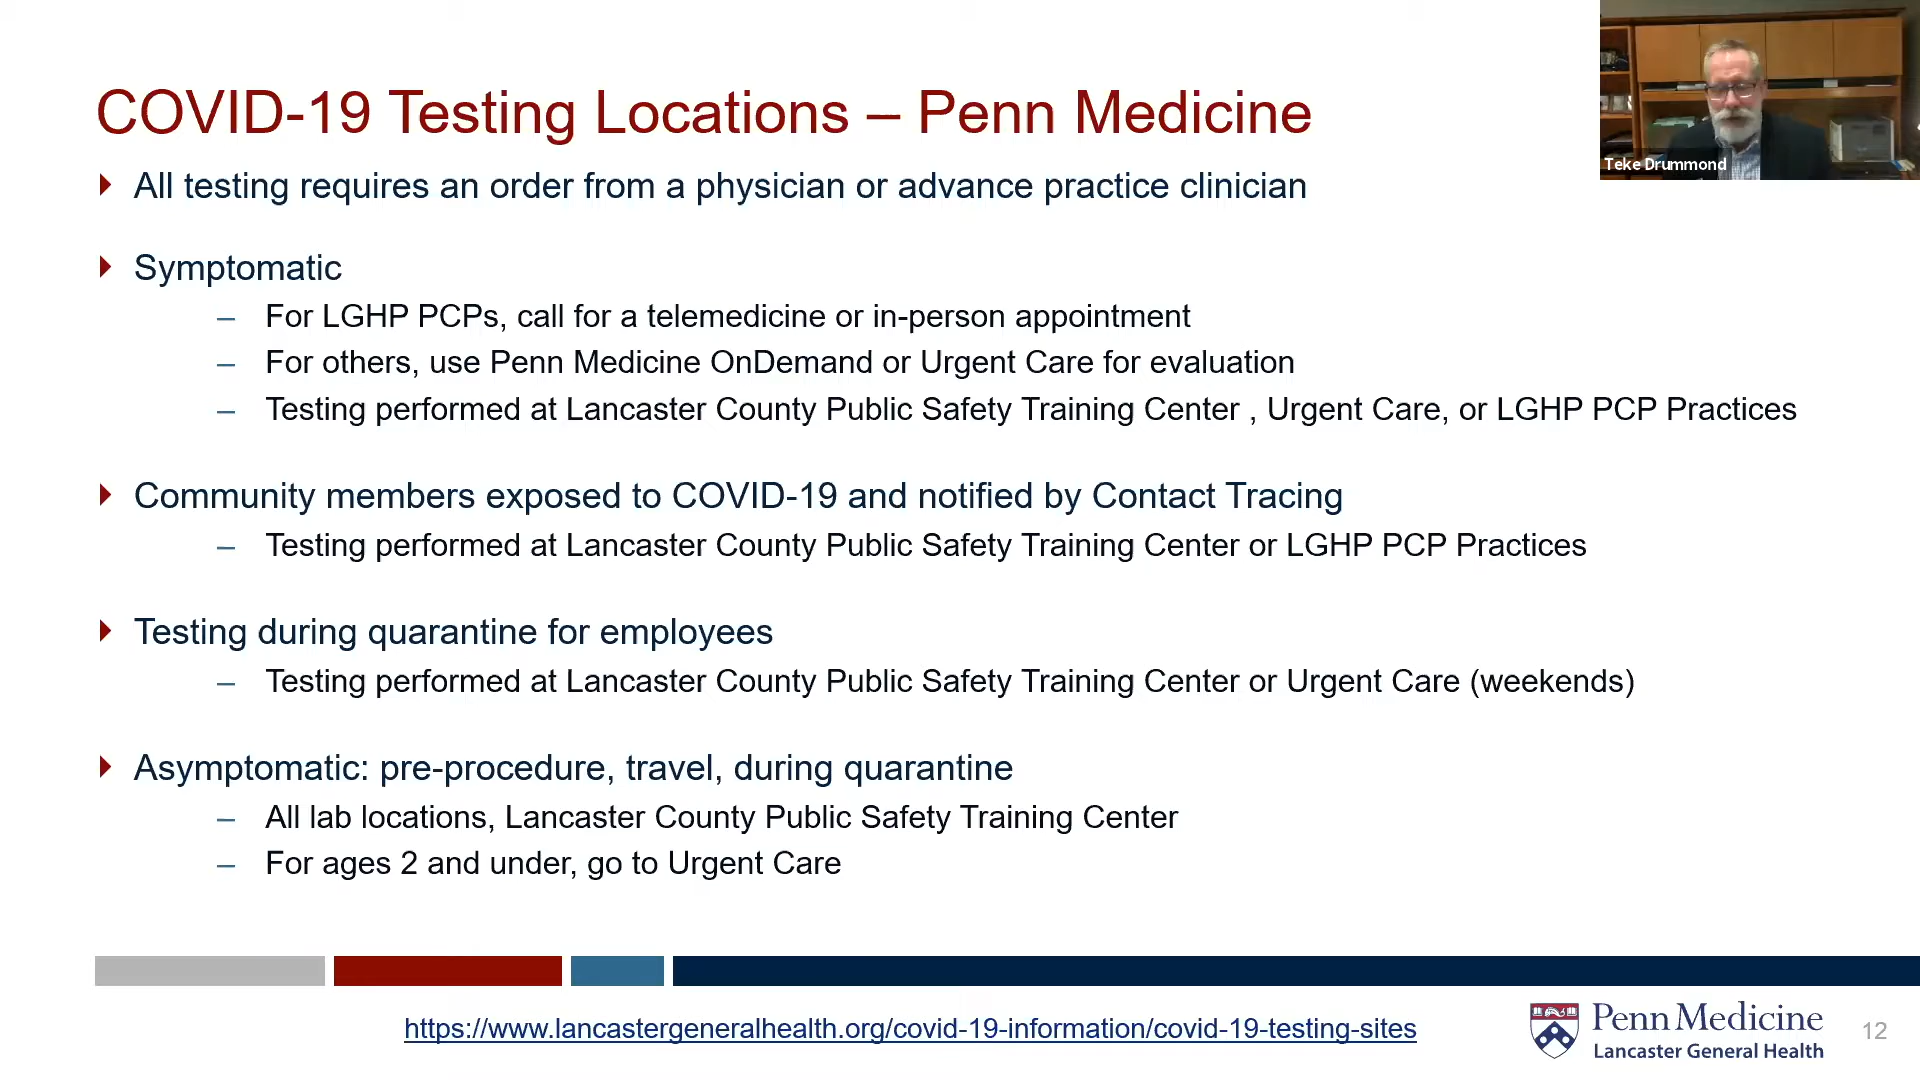 COVID-19 Testing Locations – Penn Medicine
Teke Drummond
All testing requires an order from a physician or advance practice clinician
Symptomatic
– For LGHP PCPs, call for a telemedicine or in-person appointment
– For others, use Penn Medicine OnDemand or Urgent Care for evaluation
– Testing performed at Lancaster County Public Safety Training Center , Urgent Care, or LGHP PCP Practices
Community members exposed to COVID-19 and notified by Contact Tracing
– Testing performed at Lancaster County Public Safety Training Center or LGHP PCP Practices
Testing during quarantine for employees
– Testing performed at Lancaster County Public Safety Training Center or Urgent Care (weekends)
Asymptomatic: pre-procedure, travel, during quarantine
– All lab locations, Lancaster County Public Safety Training Center
– For ages 2 and under, go to Urgent Care
https://www.lancastergeneralhealth.org/covid-19-information/covid-19-testing-sites
Penn Medicine
Lancaster General Health
12